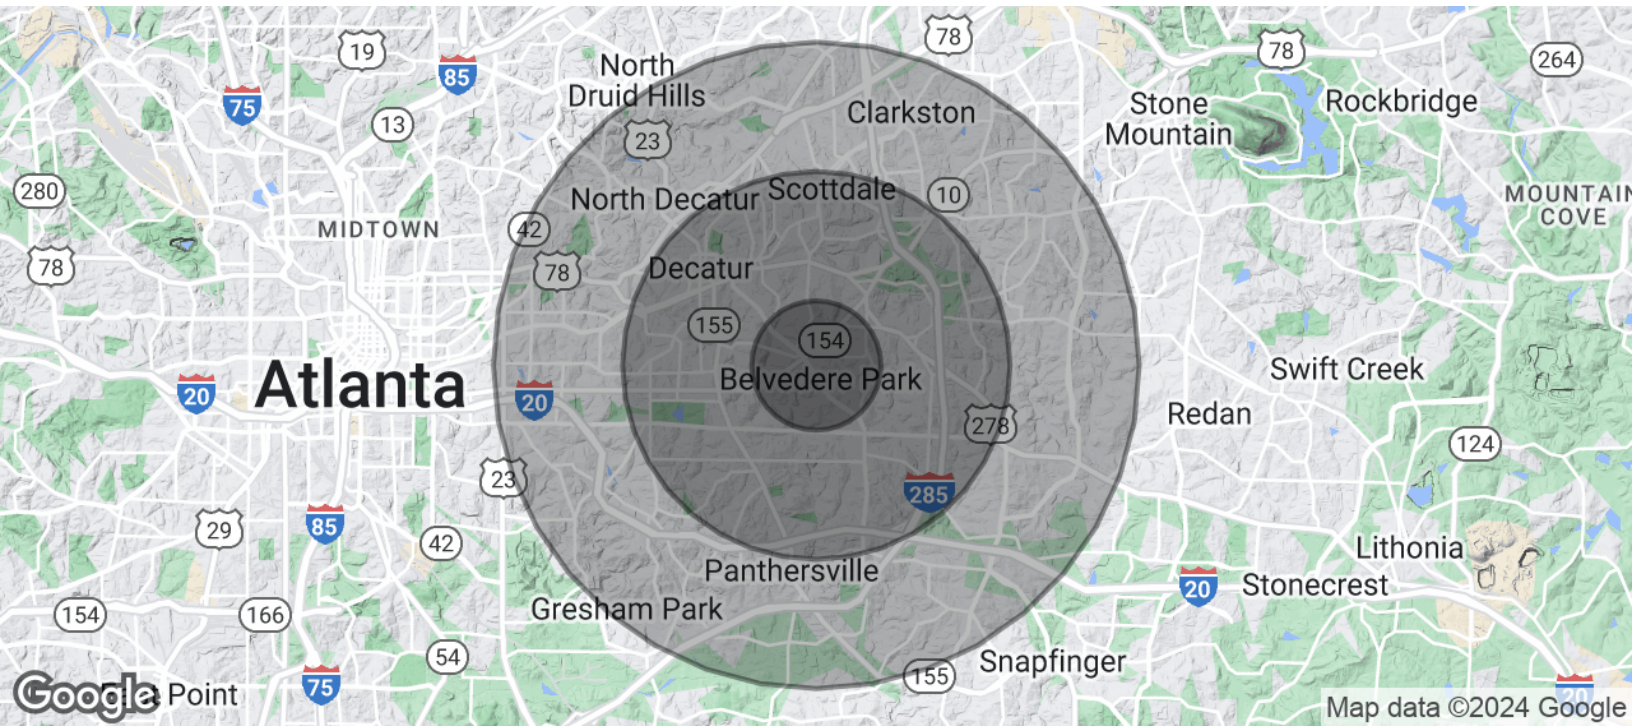 78
19
North
78
264
85
Druid Hills
75
Stone
Rockbridge
Clarkston
Mountain
13
23
280
North Decatur
Scottdale
10
MOUNTAIN
COVE
42
MIDTOWN
78
78
Decatur
155
154
Swift Creek
Belvedere Park
Atlanta
20
20
Redan
278
124
23
285
85
29
42
Lithonia
Panthersville
Stonecrest
20
154
166
Gresham Park
54
Snapfinger
155
75
20
Google
Point
Map data ©2024 Google